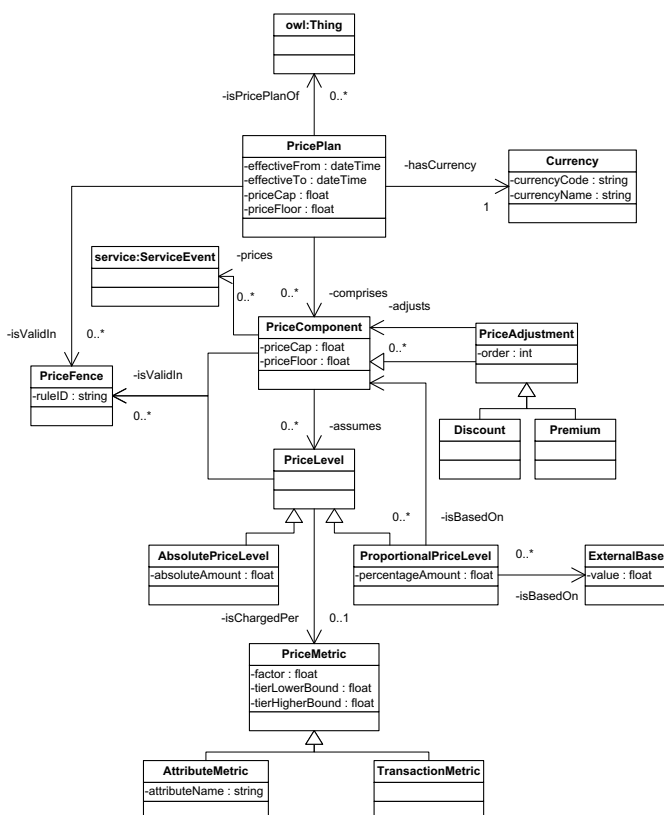 owl:Thing
-isPricePlanOf 0..*
PricePlan
-effectiveFrom : dateTime
-effectiveTo : dateTime
-priceCap : float
-priceFloor : float
-hasCurrency
1
Currency
-currencyCode : string
-currencyName : string
service:ServiceEvent
-prices
0..*
0..*
-comprises
-adjusts
-isValidIn 0..*
PriceComponent
-priceCap : float
-priceFloor : float
0..*
PriceAdjustment
-order : int
PriceFence
-ruleID : string
-isValidIn
0..*
0..*
-assumes
Discount
Premium
PriceLevel
0..*
-isBasedOn
AbsolutePriceLevel
-absoluteAmount : float
ProportionalPriceLevel
-percentageAmount : float
0..*
-isBasedOn
ExternalBase
-value : float
-isChargedPer 0..1
PriceMetric
-factor : float
-tierLowerBound : float
-tierHigherBound : float
AttributeMetric
-attributeName : string
TransactionMetric